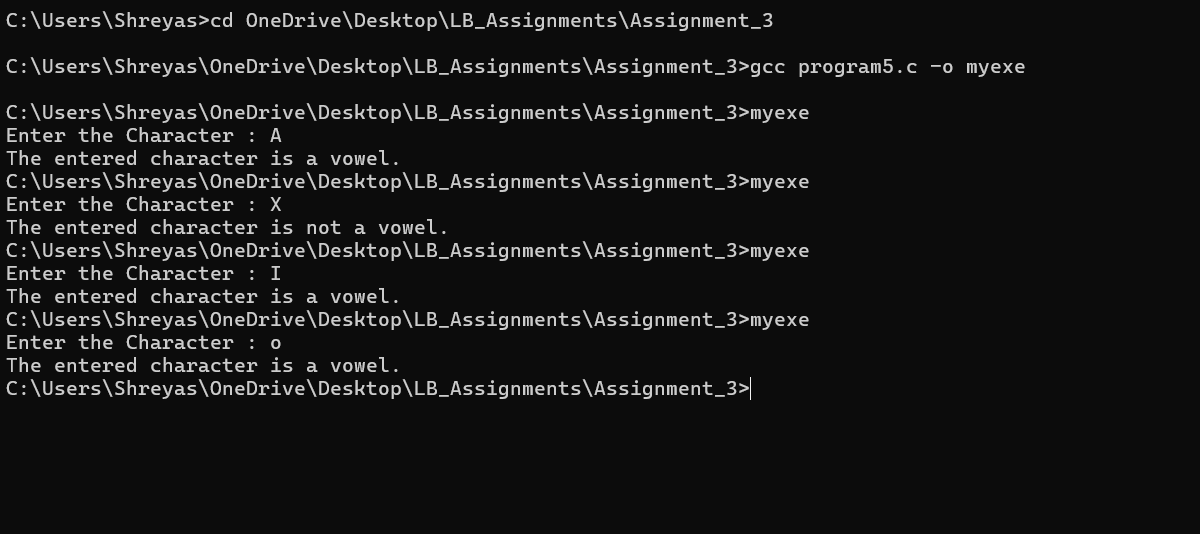 C:\Users\Shreyas>cd OneDrive\Desktop\LB_Assignments\Assignment_3
C:\Users\Shreyas\OneDrive\Desktop\LB_Assignments\Assignment_3>gcc program5.c -o myexe
C:\Users\Shreyas\OneDrive\Desktop\LB_Assignments\Assignment_3>myexe
Enter the Character : A
The entered character is a vowel.
C:\Users\Shreyas\OneDrive\Desktop\LB_Assignments\Assignment_3>myexe
Enter the Character : X
The entered character is not a vowel.
C:\Users\Shreyas\OneDrive\Desktop\LB_Assignments\Assignment_3>myexe
Enter the Character : I
The entered character is a vowel.
C:\Users\Shreyas\OneDrive\Desktop\LB_Assignments\Assignment_3>myexe
Enter the Character : o
The entered character is a vowel.
C:\Users\Shreyas\OneDrive\Desktop\LB_Assignments\Assignment_3>